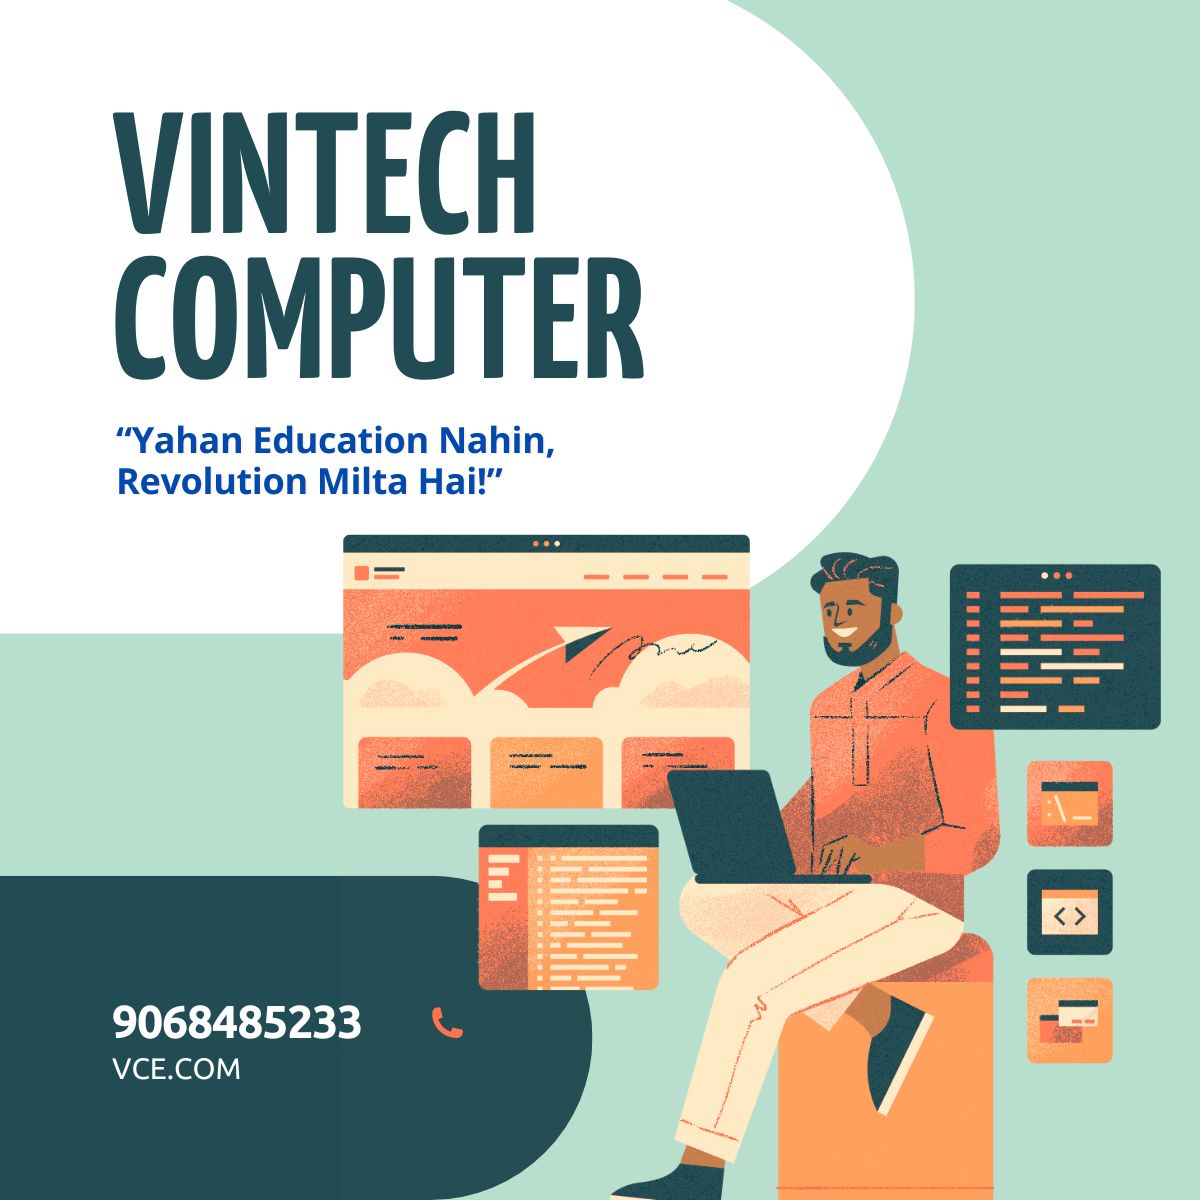 VINTECH
COMPUTER
“Yahan Education Nahin,
Revolution Milta Hai!”
9068485233
VCE.COM